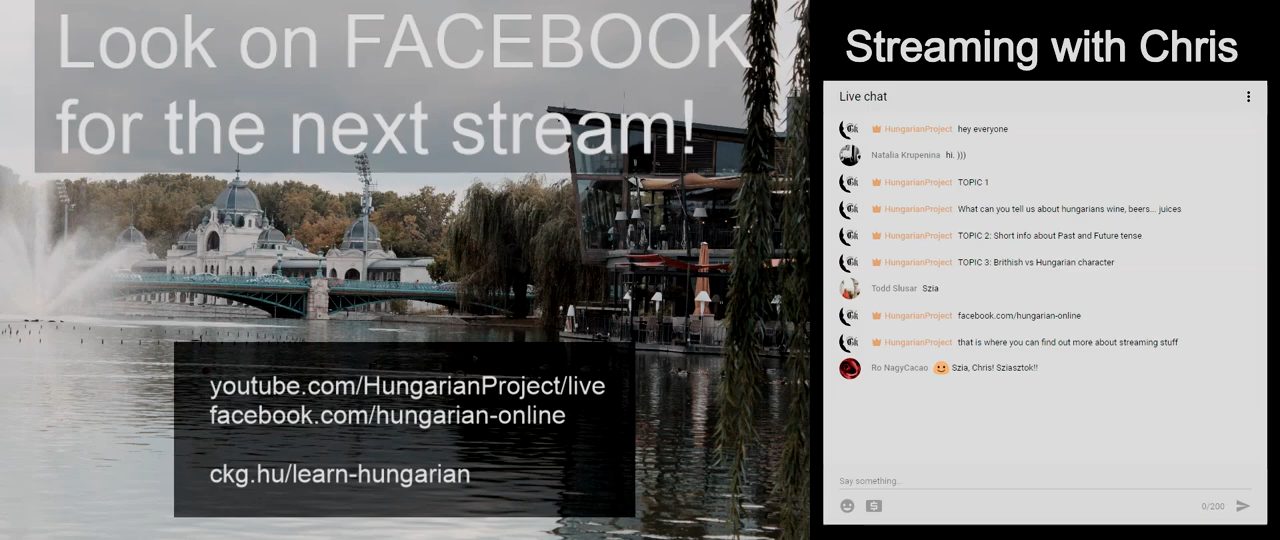 Look on FACEBOOK
for the next stream!
youtube.com/HungarianProject/live
facebook.com/hungarian-online
ckg.hu/learn-hungarian
Streaming with Chris
Live chat
HungarianProject hey everyone
Natalia Krupenina hi. )))
HungarianProject TOPIC 1
HungarianProject What can you tell us about hungarians wine, beers... juices
HungarianProject TOPIC 2: Short info about Past and Future tense
HungarianProject TOPIC 3: Brithish vs Hungarian character
Todd Slusar Szia
HungarianProject facebook.com/hungarian-online
HungarianProject that is where you can find out more about streaming stuff
Ro NagyCacao Szia, Chris! Sziasztok!!
Say something...
0/200